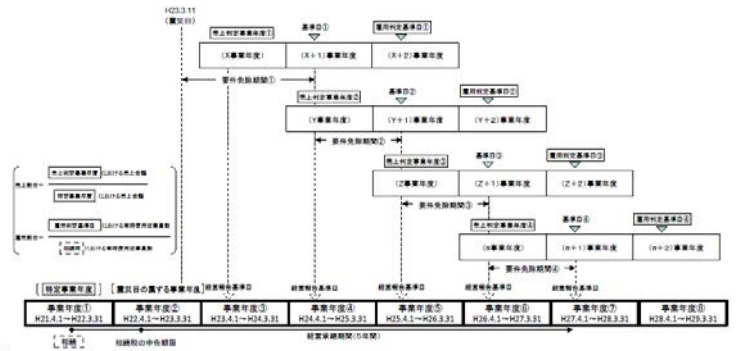 H23.3.11
(震災日)
売上判定事業年度①
基準日①
雇用判定基準日①
(X事業年度)
(X+1)事業年度
(X+2)事業年度
要件免除期間①
売上判定事業年度②
基準日②
雇用判定基準日②
(Y事業年度)
(Y+1)事業年度
(Y+2)事業年度
要件免除期間②
売上判定事業年度③
基準日③
雇用判定基準日③
(Z事業年度)
(Z+1)事業年度
(Z+2)事業年度
要件免除期間③
売上判定事業年度④
基準日④
雇用判定基準日④
(α事業年度)
(α+1)事業年度
(α+2)事業年度
要件免除期間④
売上割合=
売上判定事業年度 における売上金額
特定事業年度 における売上金額
雇用割合=
雇用判定基準日 における常時使用従業員数
相続時 における常時使用従業員数
特定事業年度
震災日の属する事業年度
経営報告基準日
経営報告基準日
経営報告基準日
経営報告基準日
経営報告基準日
事業年度① 事業年度② 事業年度③ 事業年度④ 事業年度⑤ 事業年度⑥ 事業年度⑦ 事業年度⑧
H21.4.1~H22.3.31 H22.4.1~H23.3.31 H23.4.1~H24.3.31 H24.4.1~H25.3.31 H25.4.1~H26.3.31 H26.4.1~H27.3.31 H27.4.1~H28.3.31 H28.4.1~H29.3.31
相続
相続税の申告期限
経営承継期間(5年間)